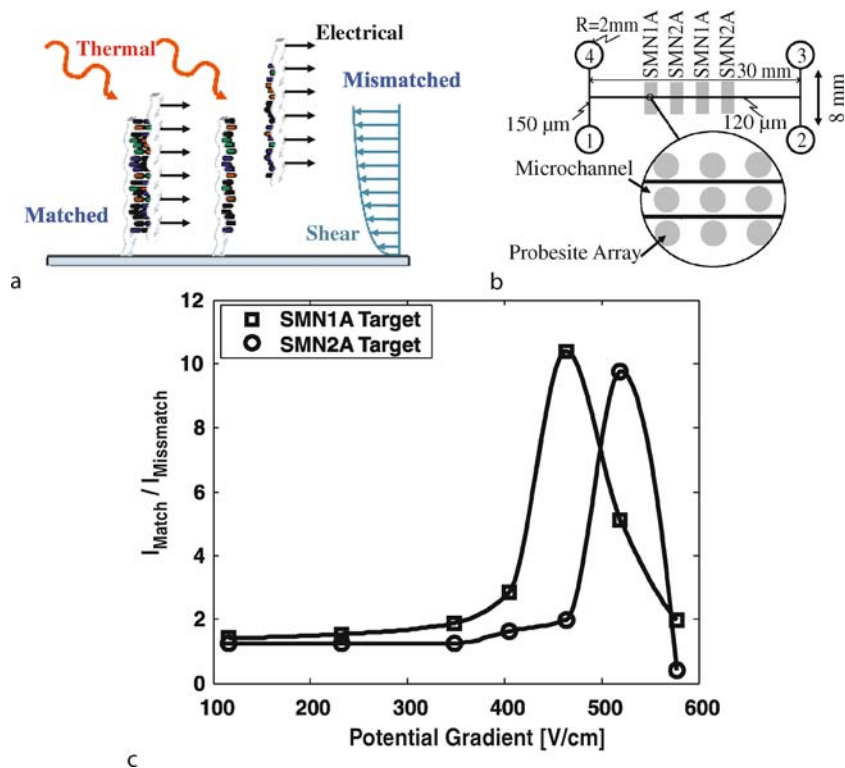 Thermal
Electrical
Mismatched
Matched
Shear
a
R=2mm
SMN1A
SMN2A
SMN1A
SMN2A
4
3
30 mm
8 mm
150 μm
120 μm
1
2
Microchannel
Probesite Array
b
SMN1A Target
SMN2A Target
12
10
8
6
4
2
0
I_Match / I_Missmatch
100
200
300
400
500
600
Potential Gradient [V/cm]
c